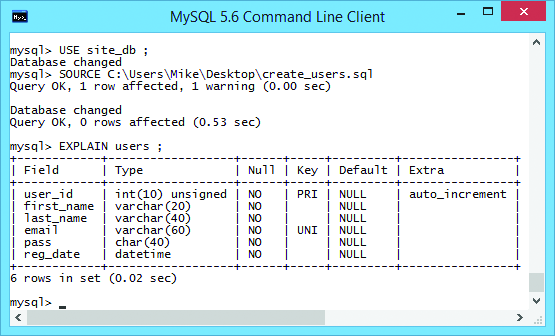 MySQL 5.6 Command Line Client
mysql> USE site_db ;
Database changed
mysql> SOURCE C:\Users\Mike\Desktop\create_users.sql
Query OK, 1 row affected, 1 warning (0.00 sec)

Database changed
Query OK, 0 rows affected (0.53 sec)

mysql> EXPLAIN users ;
+------------+------------------+------+-----+---------+----------------+
| Field      | Type             | Null | Key | Default | Extra          |
+------------+------------------+------+-----+---------+----------------+
| user_id    | int(10) unsigned | NO   | PRI | NULL    | auto_increment |
| first_name | varchar(20)      | NO   |     | NULL    |                |
| last_name  | varchar(40)      | NO   |     | NULL    |                |
| email      | varchar(60)      | NO   | UNI | NULL    |                |
| pass       | char(40)         | NO   |     | NULL    |                |
| reg_date   | datetime         | NO   |     | NULL    |                |
+------------+------------------+------+-----+---------+----------------+
6 rows in set (0.02 sec)

mysql> _